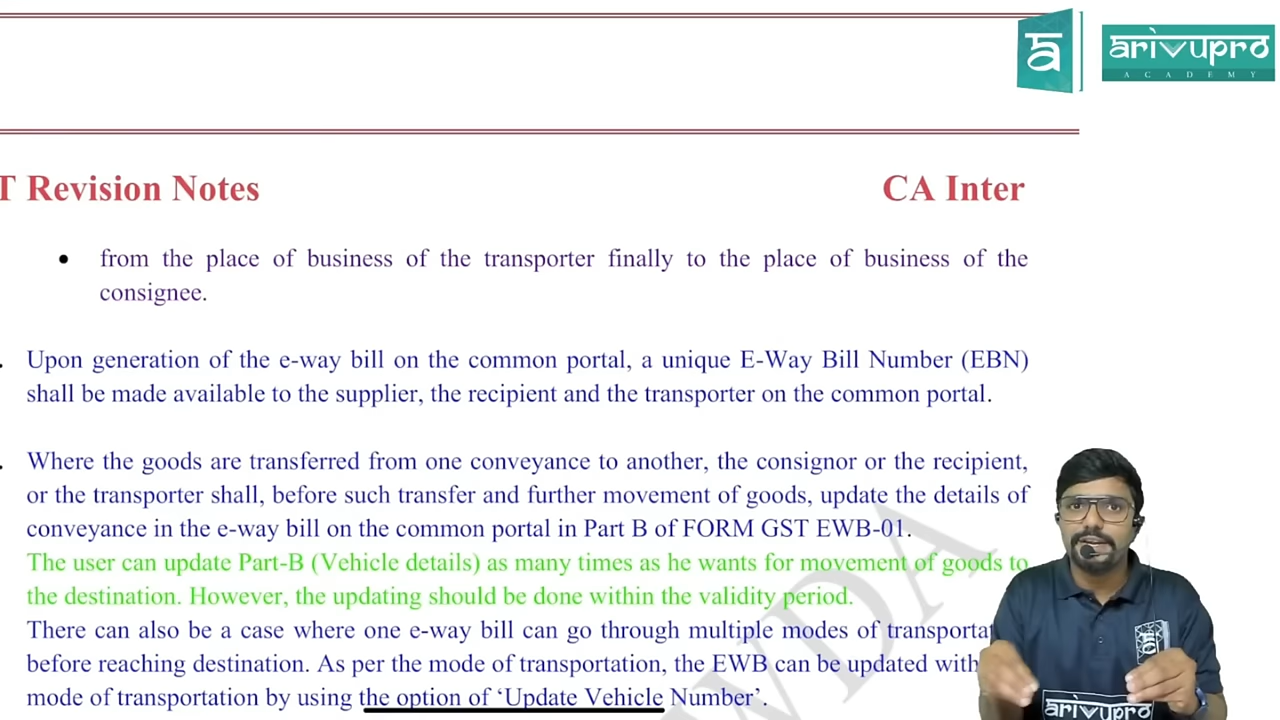 arivupro
ACADEMY
T Revision Notes CA Inter
• from the place of business of the transporter finally to the place of business of the
consignee.
. Upon generation of the e-way bill on the common portal, a unique E-Way Bill Number (EBN)
shall be made available to the supplier, the recipient and the transporter on the common portal.
. Where the goods are transferred from one conveyance to another, the consignor or the recipient,
or the transporter shall, before such transfer and further movement of goods, update the details of
conveyance in the e-way bill on the common portal in Part B of FORM GST EWB-01.
The user can update Part-B (Vehicle details) as many times as he wants for movement of goods to
the destination. However, the updating should be done within the validity period.
There can also be a case where one e-way bill can go through multiple modes of transportat
before reaching destination. As per the mode of transportation, the EWB can be updated with
mode of transportation by using the option of ‘Update Vehicle Number’.
WDA
arivupro